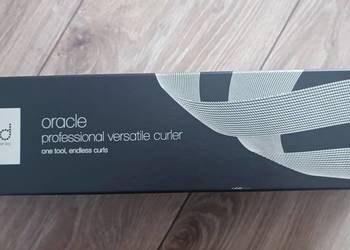 d.
oracle
professional versatile curler
one tool, endless curls